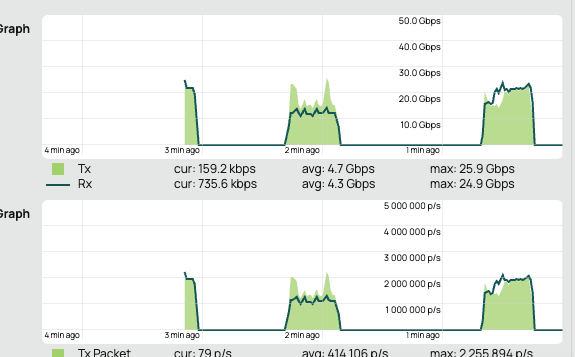 Graph
50.0 Gbps
40.0 Gbps
30.0 Gbps
20.0 Gbps
10.0 Gbps
4 min ago 3 min ago 2 min ago 1 min ago
Tx cur: 159.2 kbps avg: 4.7 Gbps max: 25.9 Gbps
Rx cur: 735.6 kbps avg: 4.3 Gbps max: 24.9 Gbps
Graph
5 000 000 p/s
4 000 000 p/s
3 000 000 p/s
2 000 000 p/s
1 000 000 p/s
4 min ago 3 min ago 2 min ago 1 min ago
Tx Packet cur: 79 p/s avg: 414 106 p/s max: 2 255 894 p/s